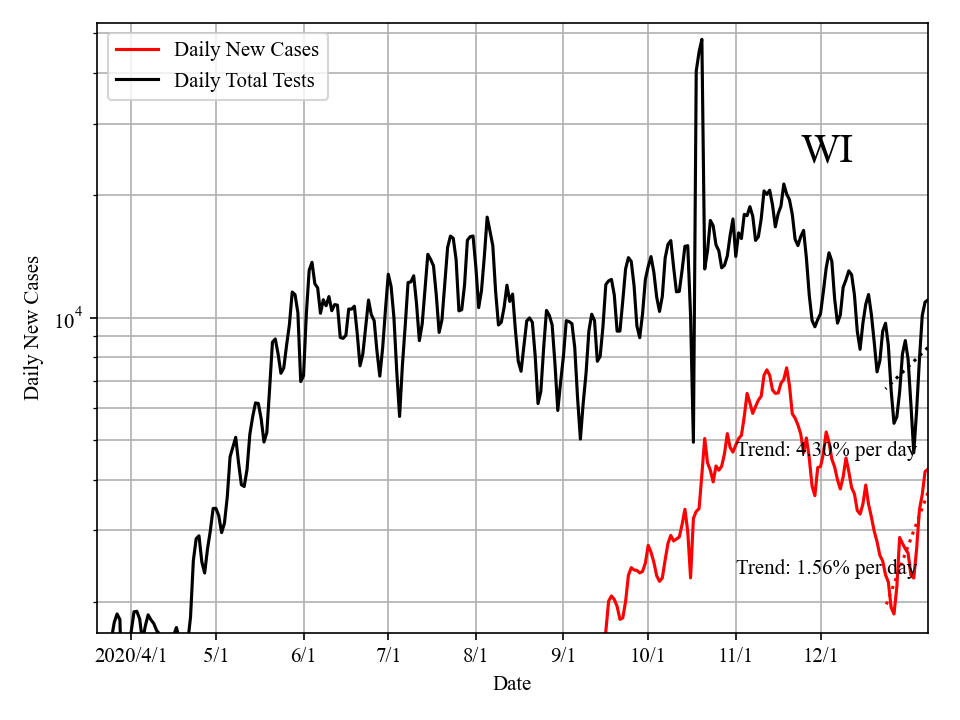 Daily New Cases
Daily Total Tests
WI
Daily New Cases
10^4
Trend: 4.30% per day
Trend: 1.56% per day
2020/4/1 5/1 6/1 7/1 8/1 9/1 10/1 11/1 12/1
Date